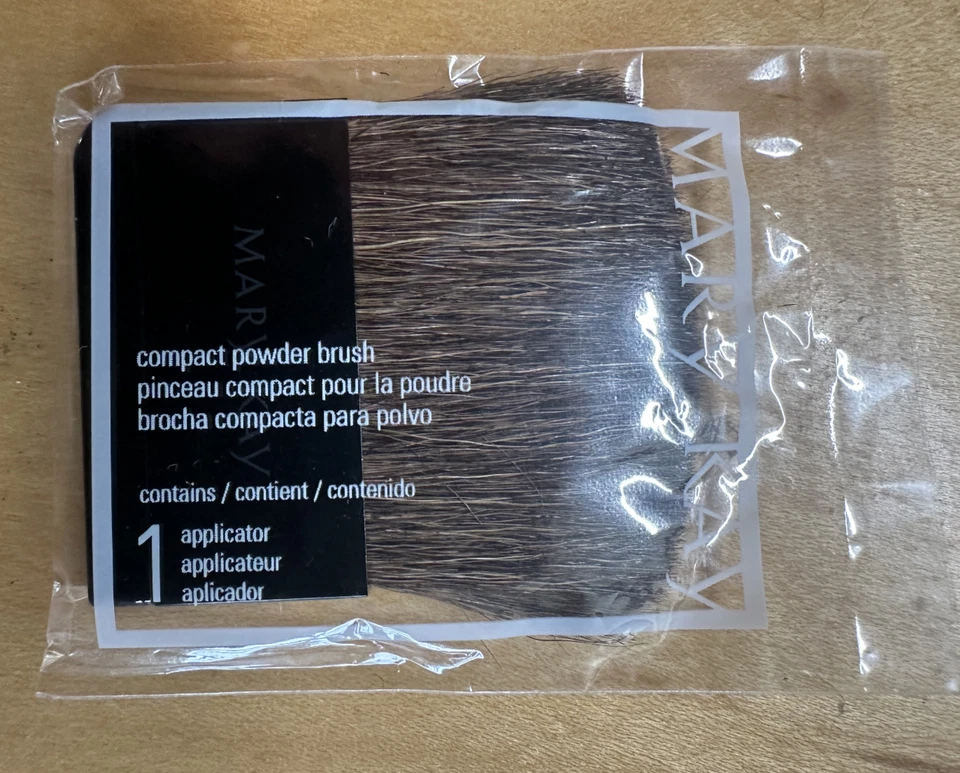 MARY KAY
MARY KAY
compact powder brush
pinceau compact pour la poudre
brocha compacta para polvo
contains / contient / contenido
1 applicator
applicateur
aplicador